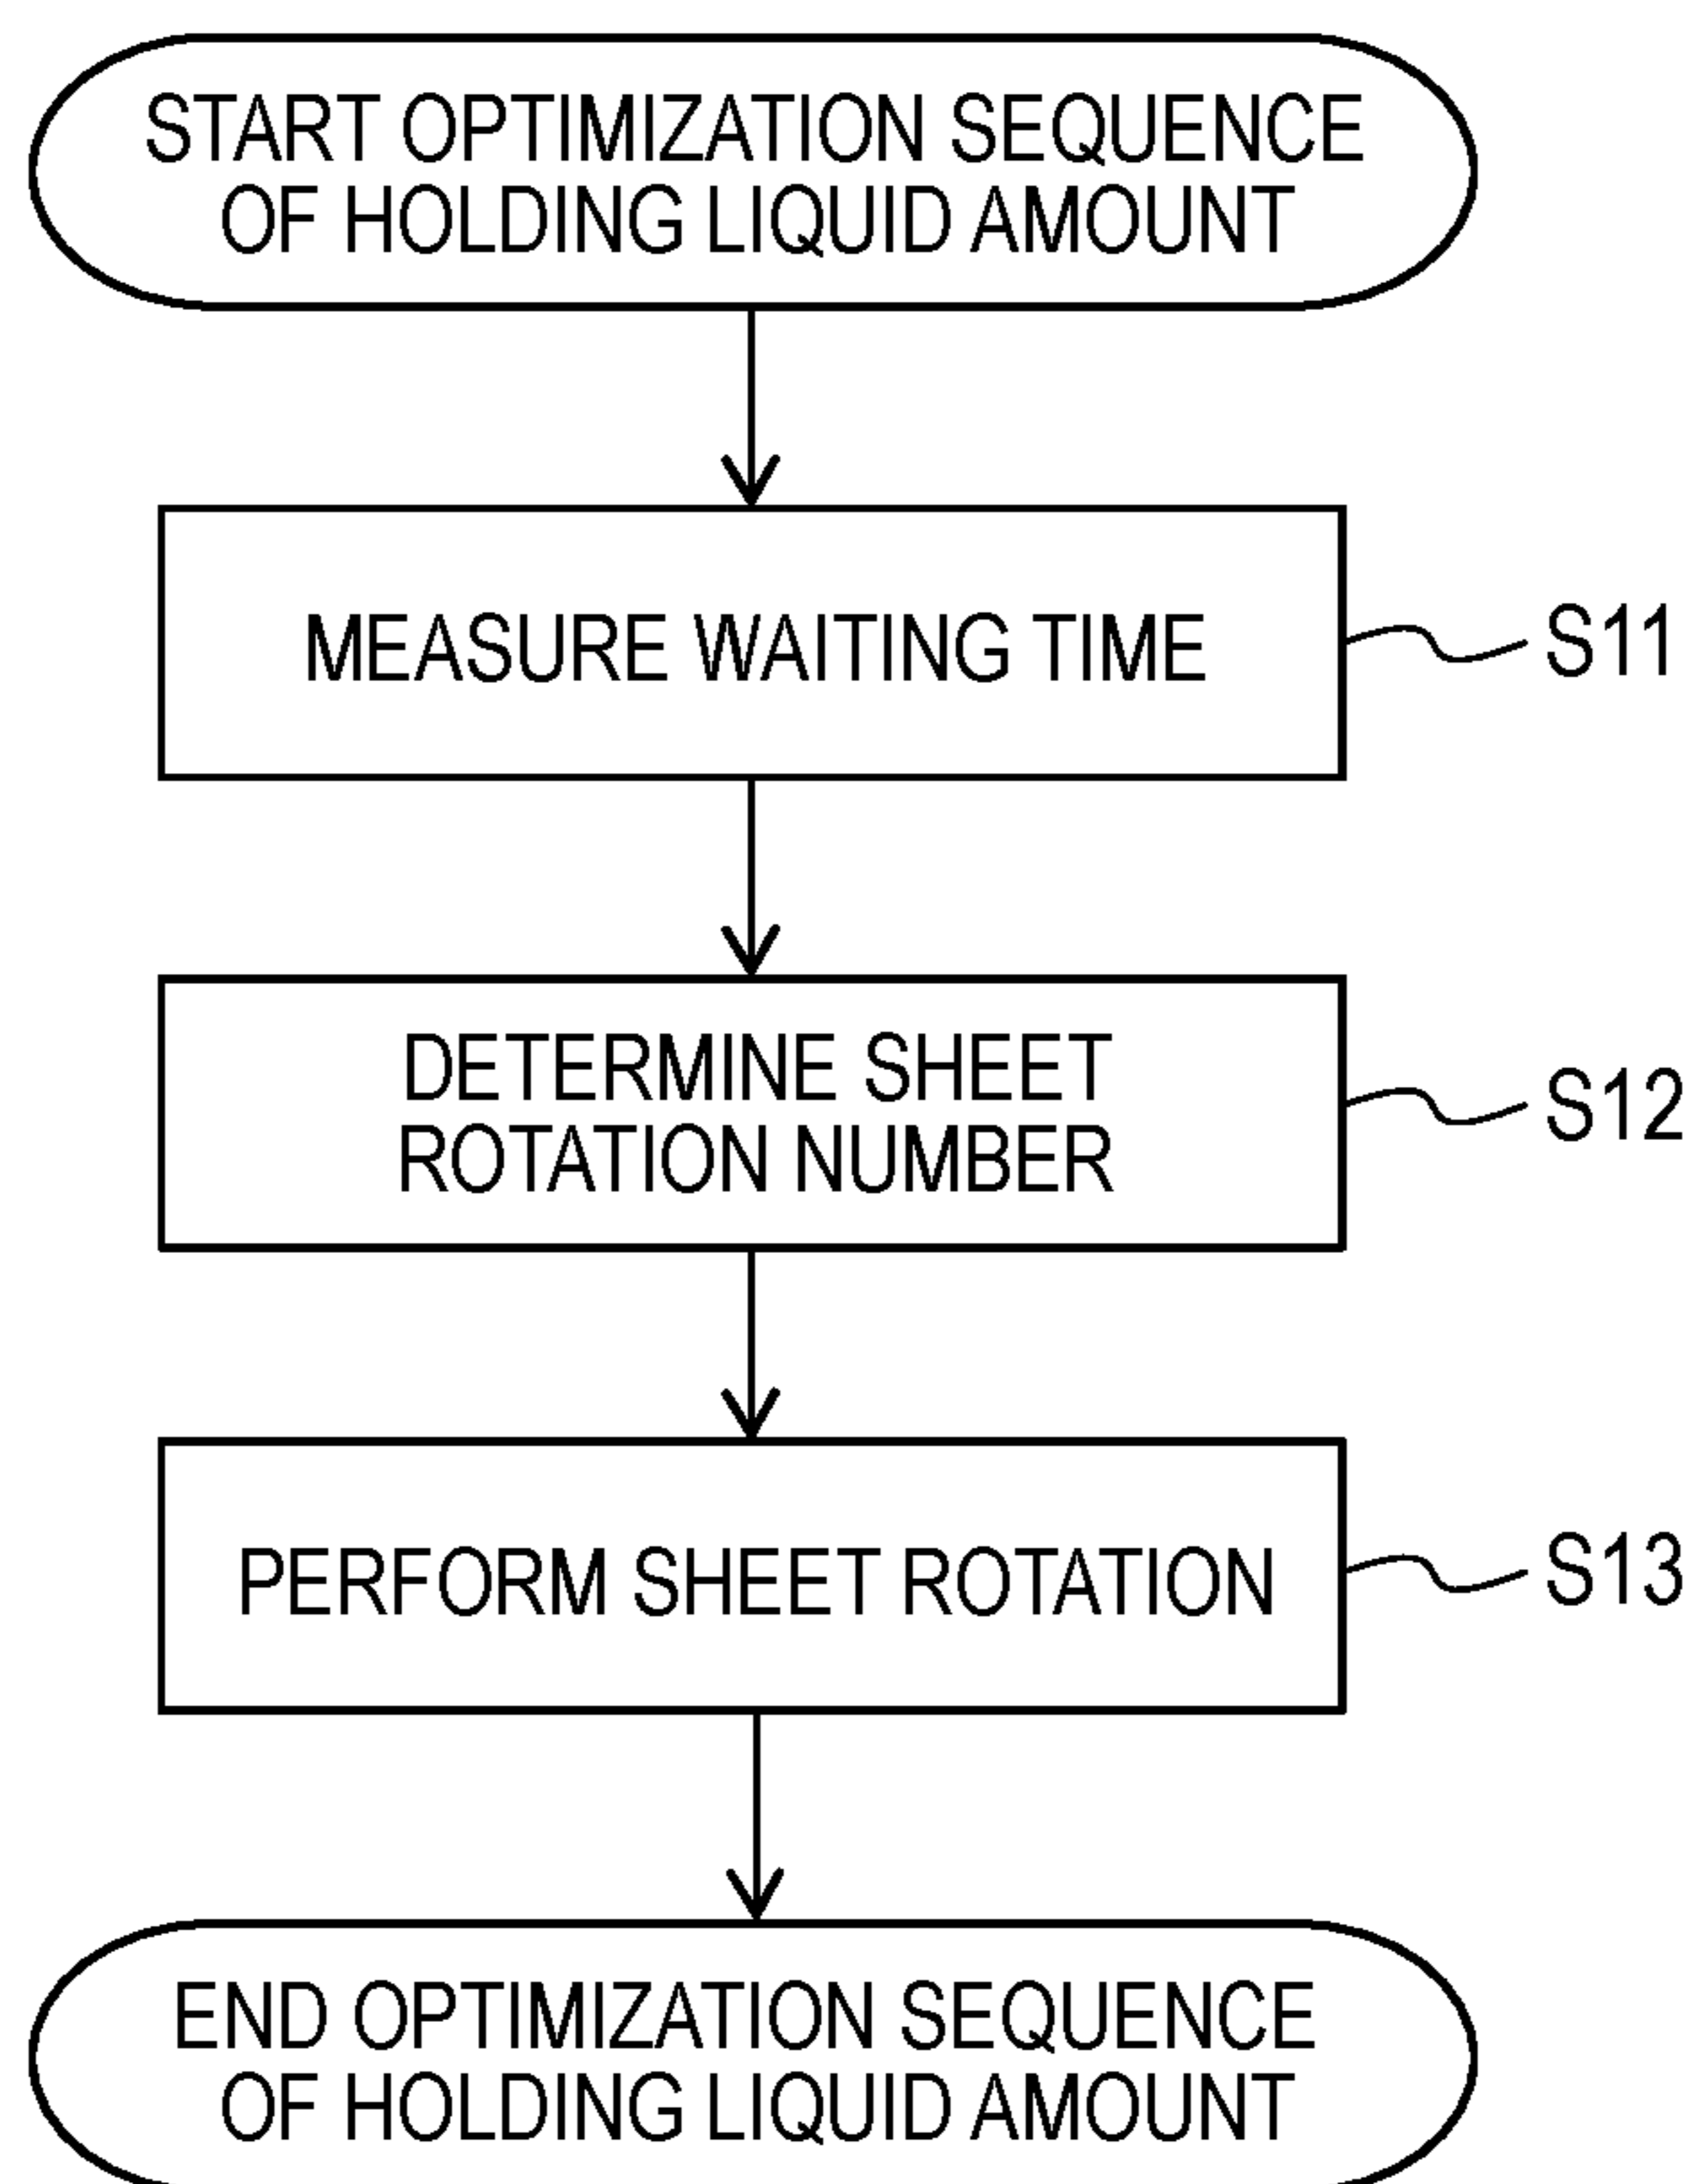 START OPTIMIZATION SEQUENCE
OF HOLDING LIQUID AMOUNT
MEASURE WAITING TIME
S11
DETERMINE SHEET
ROTATION NUMBER
S12
PERFORM SHEET ROTATION
S13
END OPTIMIZATION SEQUENCE
OF HOLDING LIQUID AMOUNT